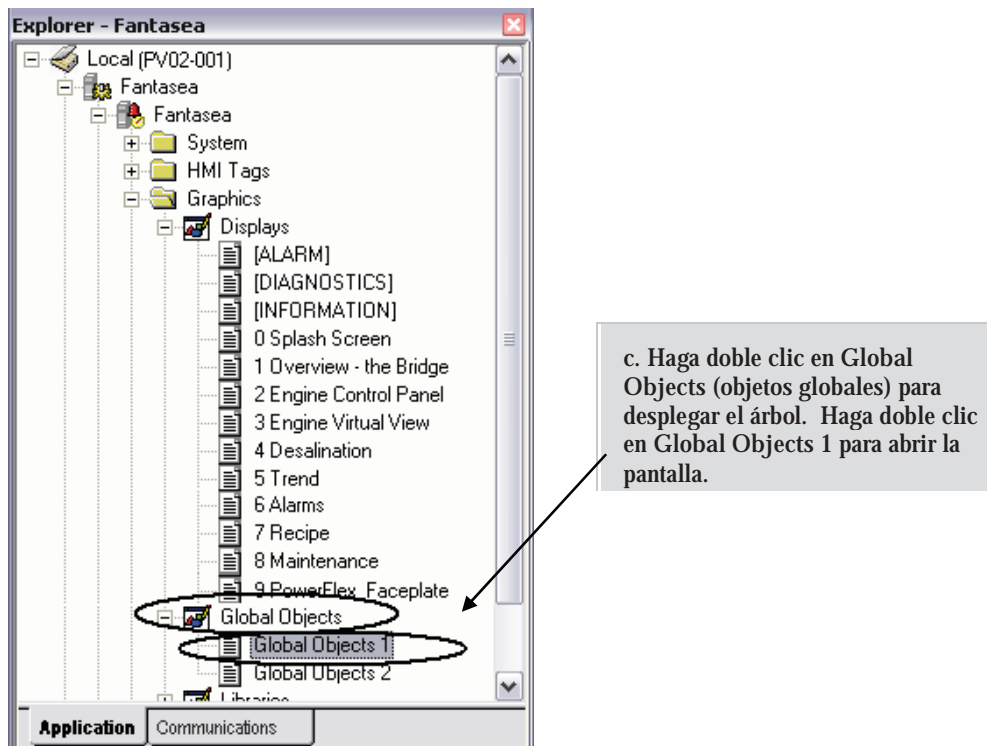 Explorer - Fantasea
Local (PV02-001)
Fantasea
Fantasea
System
HMI Tags
Graphics
Displays
[ALARM]
[DIAGNOSTICS]
[INFORMATION]
0 Splash Screen
1 Overview - the Bridge
2 Engine Control Panel
3 Engine Virtual View
4 Desalination
5 Trend
6 Alarms
7 Recipe
8 Maintenance
9 PowerFlex_Faceplate
Global Objects
Global Objects 1
Global Objects 2
Libraries
Application
Communications
c. Haga doble clic en Global
Objects (objetos globales) para
desplegar el árbol. Haga doble clic
en Global Objects 1 para abrir la
pantalla.